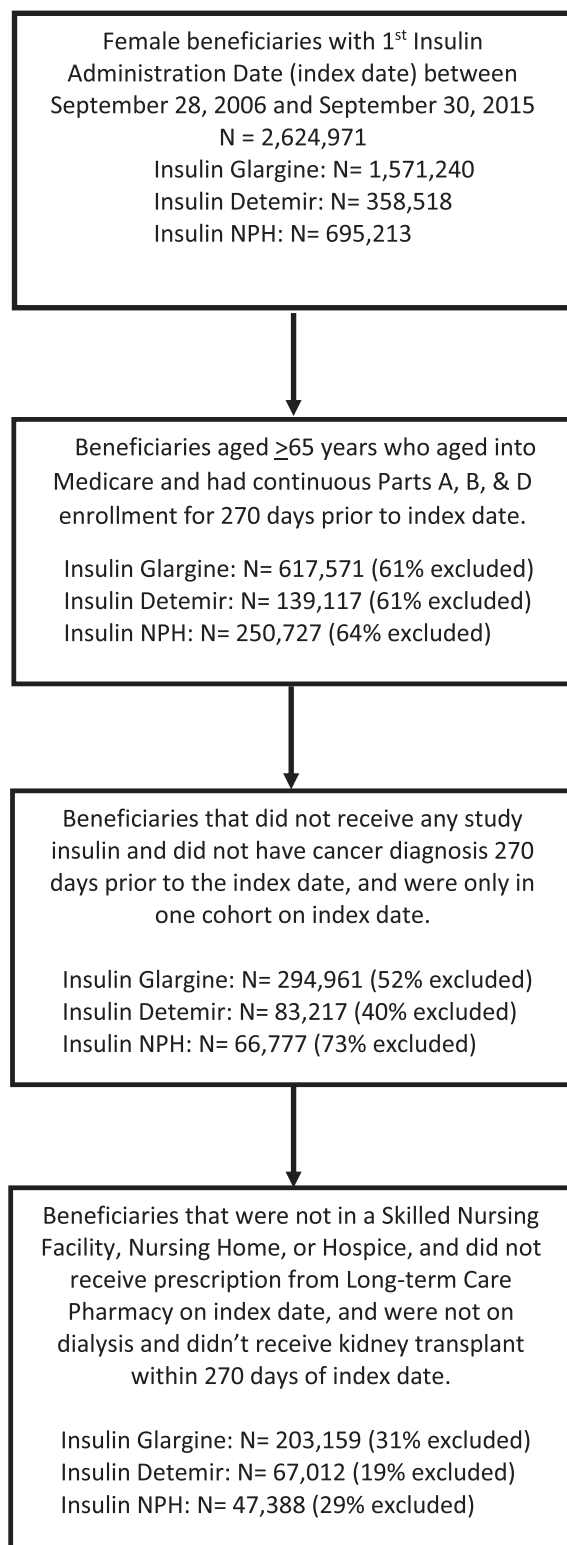 Female beneficiaries with 1st Insulin
Administration Date (index date) between
September 28, 2006 and September 30, 2015
N = 2,624,971
Insulin Glargine: N= 1,571,240
Insulin Detemir: N= 358,518
Insulin NPH: N= 695,213
Beneficiaries aged ≥65 years who aged into
Medicare and had continuous Parts A, B, & D
enrollment for 270 days prior to index date.
Insulin Glargine: N= 617,571 (61% excluded)
Insulin Detemir: N= 139,117 (61% excluded)
Insulin NPH: N= 250,727 (64% excluded)
Beneficiaries that did not receive any study
insulin and did not have cancer diagnosis 270
days prior to the index date, and were only in
one cohort on index date.
Insulin Glargine: N= 294,961 (52% excluded)
Insulin Detemir: N= 83,217 (40% excluded)
Insulin NPH: N= 66,777 (73% excluded)
Beneficiaries that were not in a Skilled Nursing
Facility, Nursing Home, or Hospice, and did not
receive prescription from Long-term Care
Pharmacy on index date, and were not on
dialysis and didn’t receive kidney transplant
within 270 days of index date.
Insulin Glargine: N= 203,159 (31% excluded)
Insulin Detemir: N= 67,012 (19% excluded)
Insulin NPH: N= 47,388 (29% excluded)